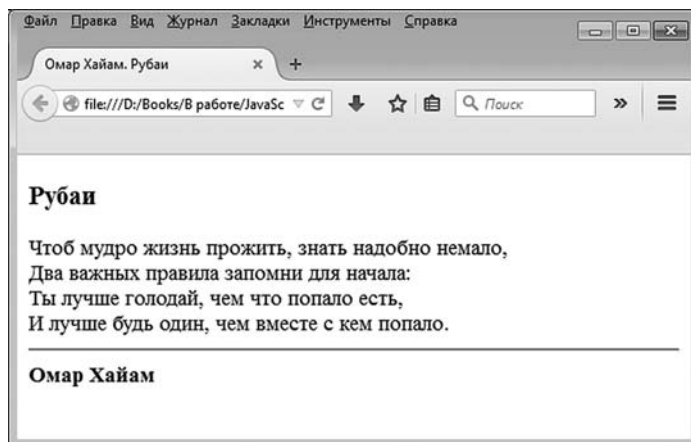 Файл Правка Вид Журнал Закладки Инструменты Справка
Омар Хайам. Рубаи
file:///D:/Books/В работе/JavaSc
Поиск
Рубаи
Чтоб мудро жизнь прожить, знать надобно немало,
Два важных правила запомни для начала:
Ты лучше голодай, чем что попало есть,
И лучше будь один, чем вместе с кем попало.
Омар Хайам